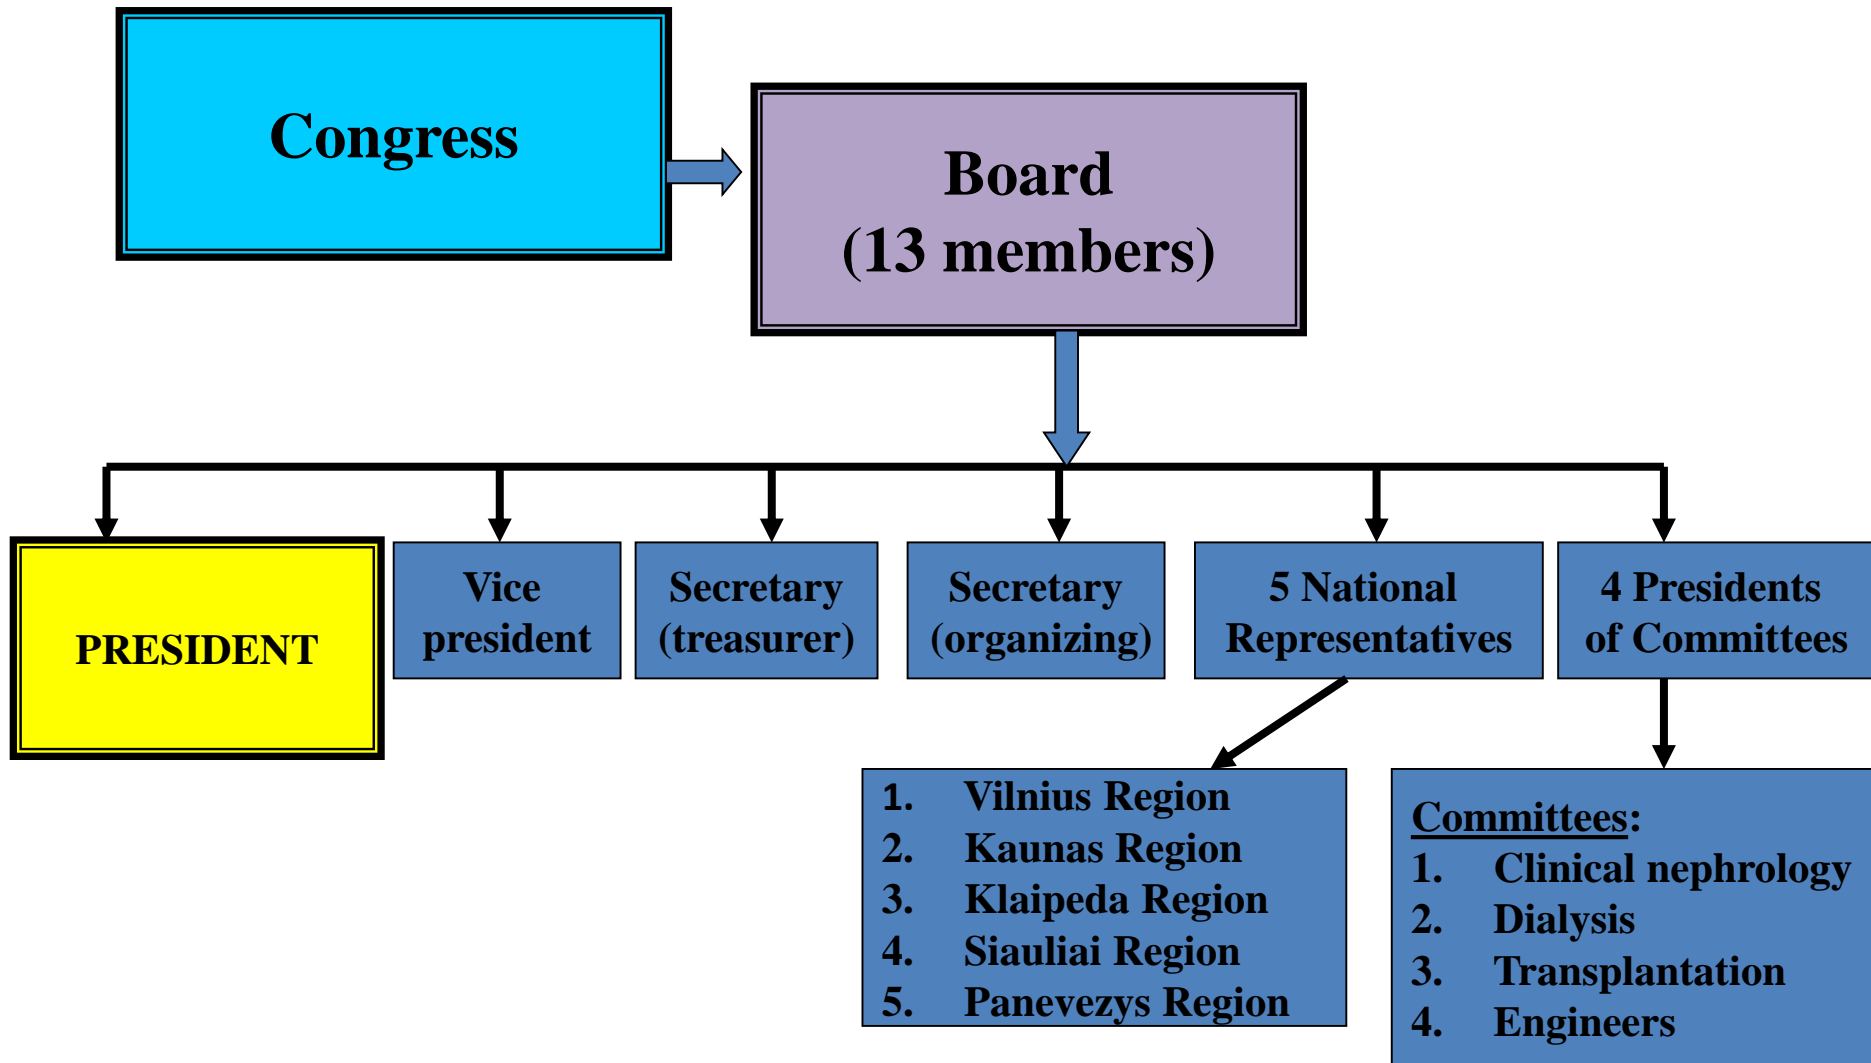 Congress
Board
(13 members)
PRESIDENT
Vice
president
Secretary
(treasurer)
Secretary
(organizing)
5 National
Representatives
4 Presidents
of Committees
1. Vilnius Region
2. Kaunas Region
3. Klaipeda Region
4. Siauliai Region
5. Panevezys Region
Committees:
1. Clinical nephrology
2. Dialysis
3. Transplantation
4. Engineers